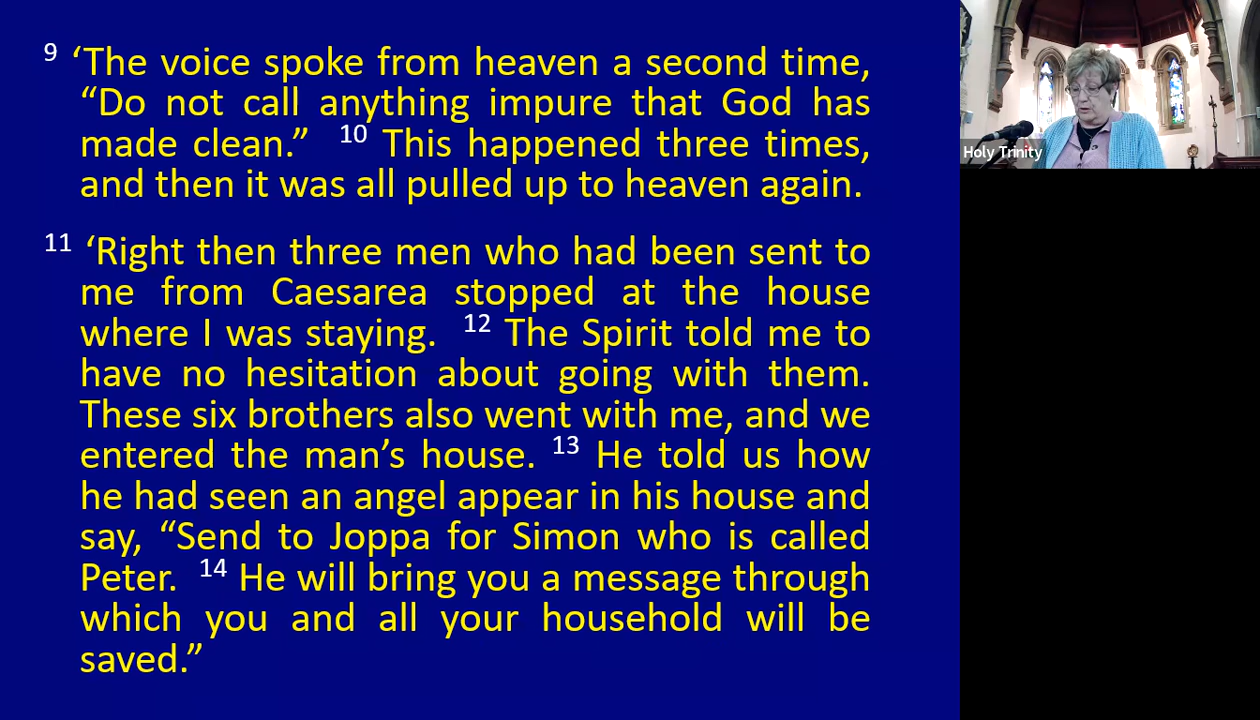 9 ‘The voice spoke from heaven a second time,
“Do not call anything impure that God has
made clean.” 10 This happened three times,
and then it was all pulled up to heaven again.
11 ‘Right then three men who had been sent to
me from Caesarea stopped at the house
where I was staying. 12 The Spirit told me to
have no hesitation about going with them.
These six brothers also went with me, and we
entered the man’s house. 13 He told us how
he had seen an angel appear in his house and
say, “Send to Joppa for Simon who is called
Peter. 14 He will bring you a message through
which you and all your household will be
saved.”
Holy Trinity